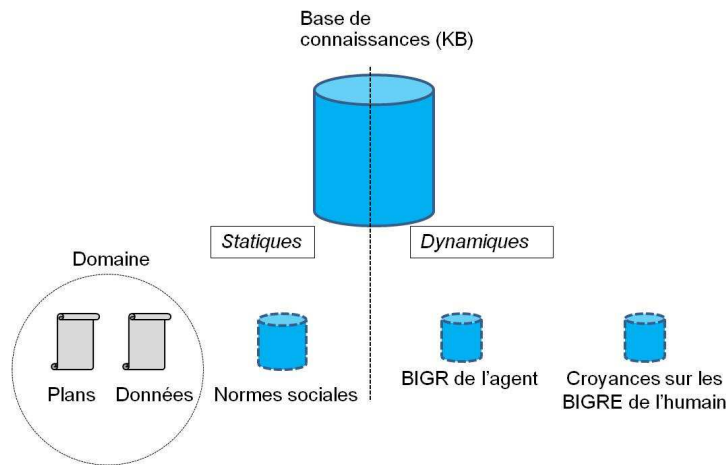 Base de
connaissances (KB)
Statiques
Dynamiques
Domaine
Plans
Données
Normes sociales
BIGR de l'agent
Croyances sur les
BIGRE de l'humain